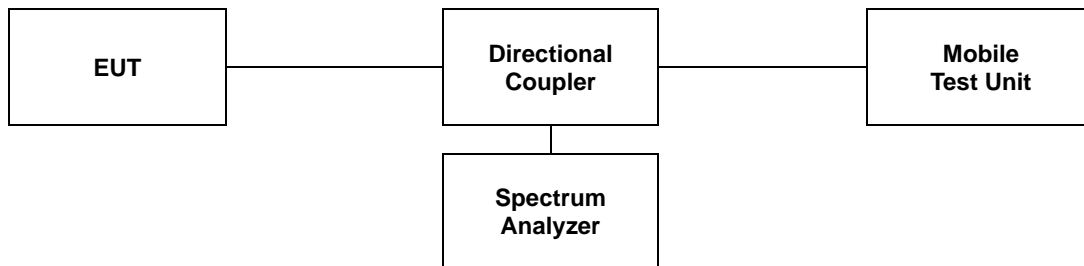 EUT
Directional
Coupler
Mobile
Test Unit
Spectrum
Analyzer